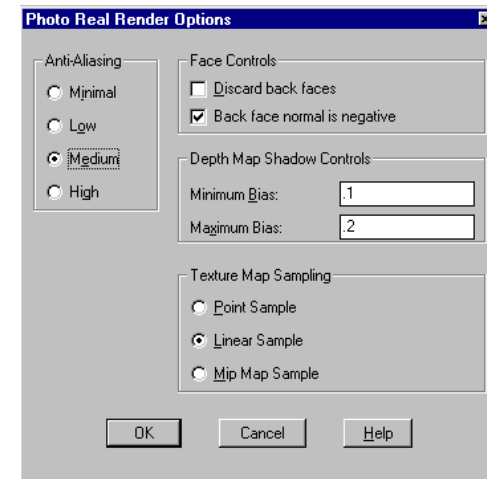 Photo Real Render Options
Anti-Aliasing
Minimal
Low
Medium
High
Face Controls
Discard back faces
Back face normal is negative
Depth Map Shadow Controls
Minimum Bias: .1
Maximum Bias: .2
Texture Map Sampling
Point Sample
Linear Sample
Mip Map Sample
OK Cancel Help